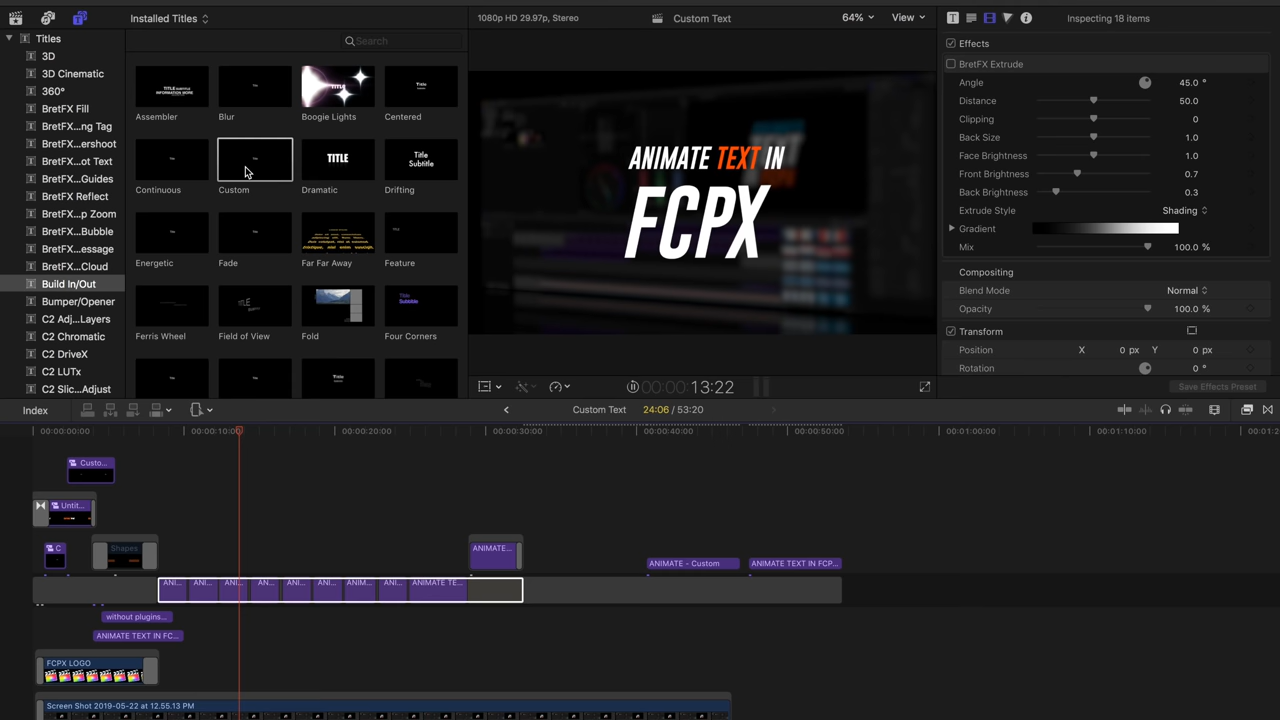 Installed Titles
1080p HD 29.97p, Stereo
Custom Text
64%
View
Inspecting 18 items
Titles
3D
3D Cinematic
360°
BretFX Fill
BretFX...ng Tag
BretFX...ershoot
BretFX...ot Text
BretFX...Guides
BretFX Reflect
BretFX...p Zoom
BretFX...Bubble
BretFX...essage
BretFX...Cloud
Build In/Out
Bumper/Opener
C2 Adj...Layers
C2 Chromatic
C2 DriveX
C2 LUTx
C2 Slic...Adjust
Search
TITLE
Title
Assembler
Blur
Boogie Lights
Centered
TITLE
Title
Subtitle
Continuous
Custom
Dramatic
Drifting
Energetic
Fade
Far Far Away
Feature
Title
Subtitle
Ferris Wheel
Field of View
Fold
Four Corners
ANIMATE TEXT IN
FCPX
Effects
BretFX Extrude
Angle 45.0 °
Distance 50.0
Clipping 0
Back Size 1.0
Face Brightness 1.0
Front Brightness 0.7
Back Brightness 0.3
Extrude Style Shading
Gradient
Mix 100.0 %
Compositing
Blend Mode Normal
Opacity 100.0 %
Transform
Position X 0 px Y 0 px
Rotation 0 °
Save Effects Preset
00:00:00:13:22
Index
Custom Text
24:06 / 53:20
00:00:00:00
00:00:10:00
00:00:20:00
00:00:30:00
00:00:40:00
00:00:50:00
00:01:00:00
00:01:10:00
Custo...
Untit...
C
Shapes
ANIMATE...
ANIMATE - Custom
ANIMATE TEXT IN FCP...
ANI...
ANI...
ANI...
ANI...
ANI...
ANI...
ANIM...
ANI...
ANIMATE TE...
without plugins...
ANIMATE TEXT IN FC...
FCPX LOGO
Screen Shot 2019-05-22 at 12.55.13 PM